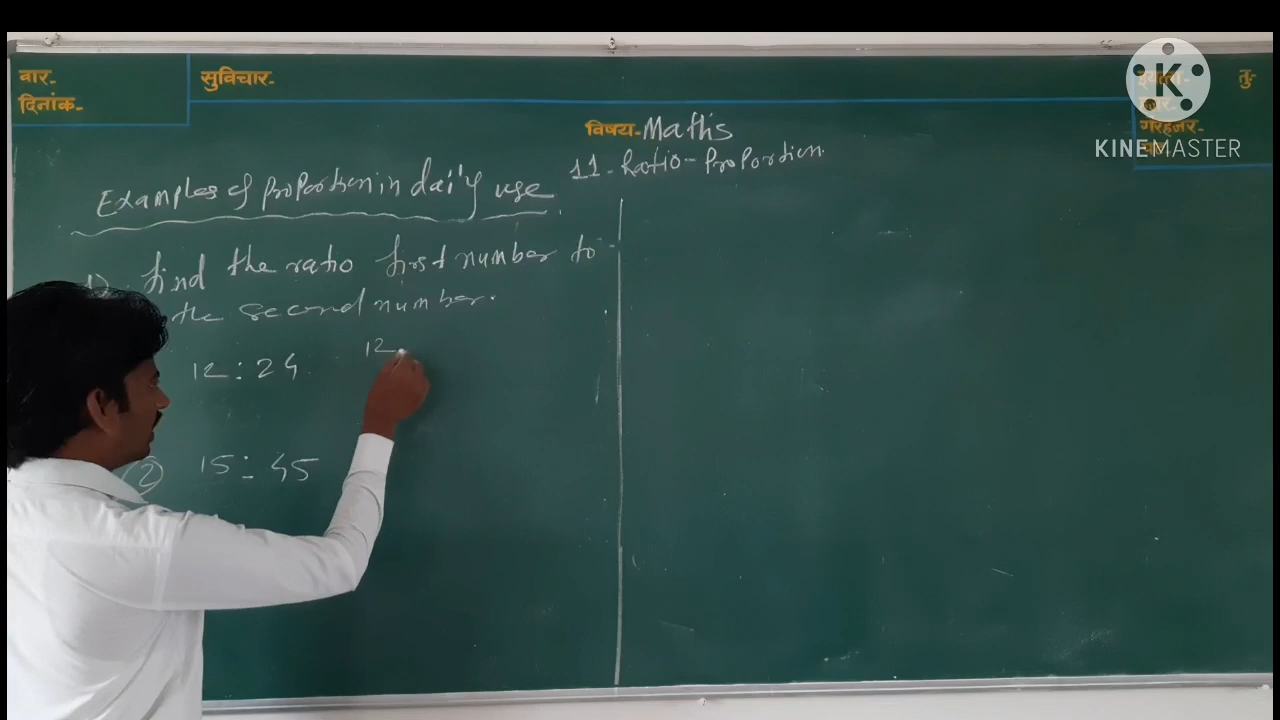 वार-
दिनांक-
सुविचार-
तु-
विषय- Maths
11 - Ratio - Proportion.
KINEMASTER
Examples of proportion in daily use
1) find the ratio first number to
the second number.
12 : 24
12
2 15 : 45